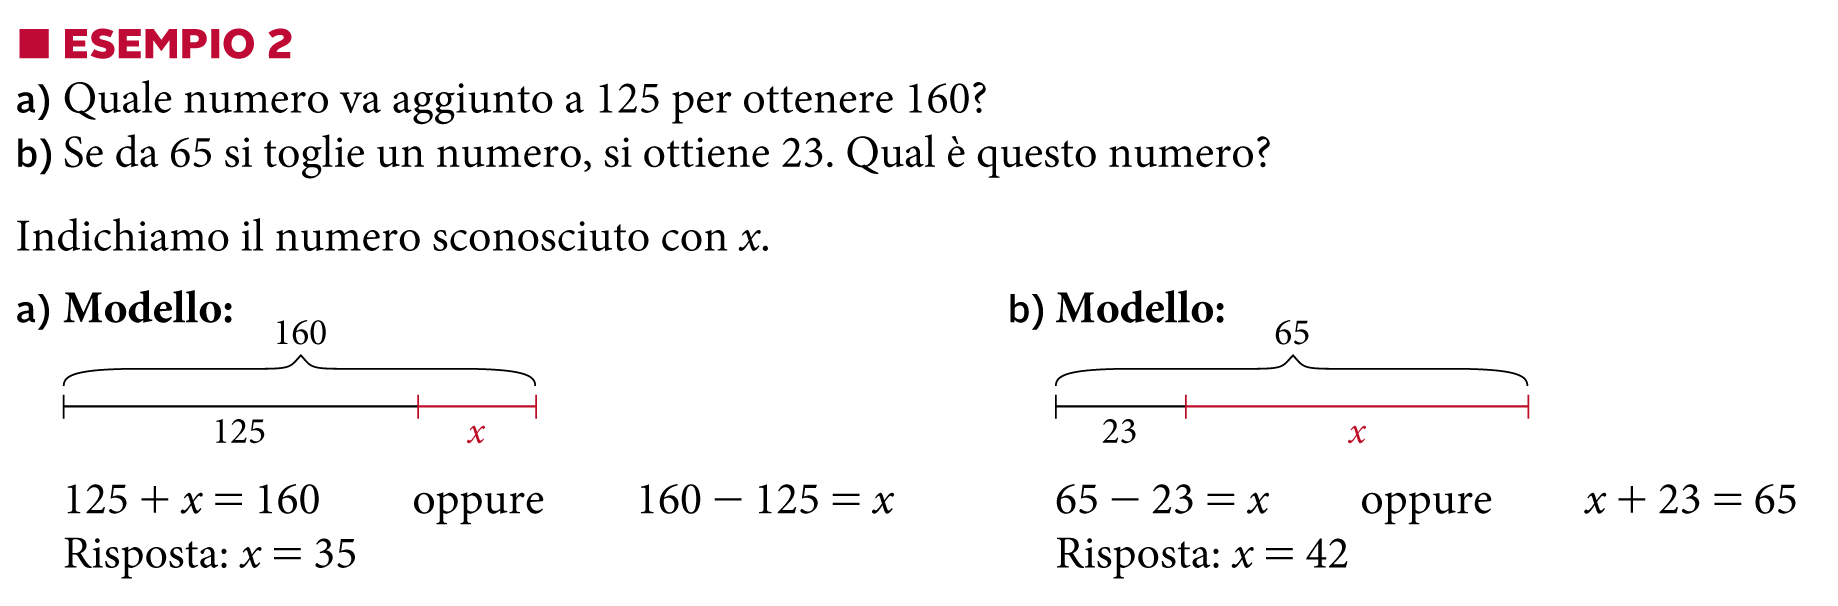 ESEMPIO 2
a) Quale numero va aggiunto a 125 per ottenere 160?
b) Se da 65 si toglie un numero, si ottiene 23. Qual è questo numero?
Indichiamo il numero sconosciuto con x.
a) Modello:
160
125
x
125 + x = 160 oppure 160 − 125 = x
Risposta: x = 35
b) Modello:
65
23
x
65 − 23 = x oppure x + 23 = 65
Risposta: x = 42